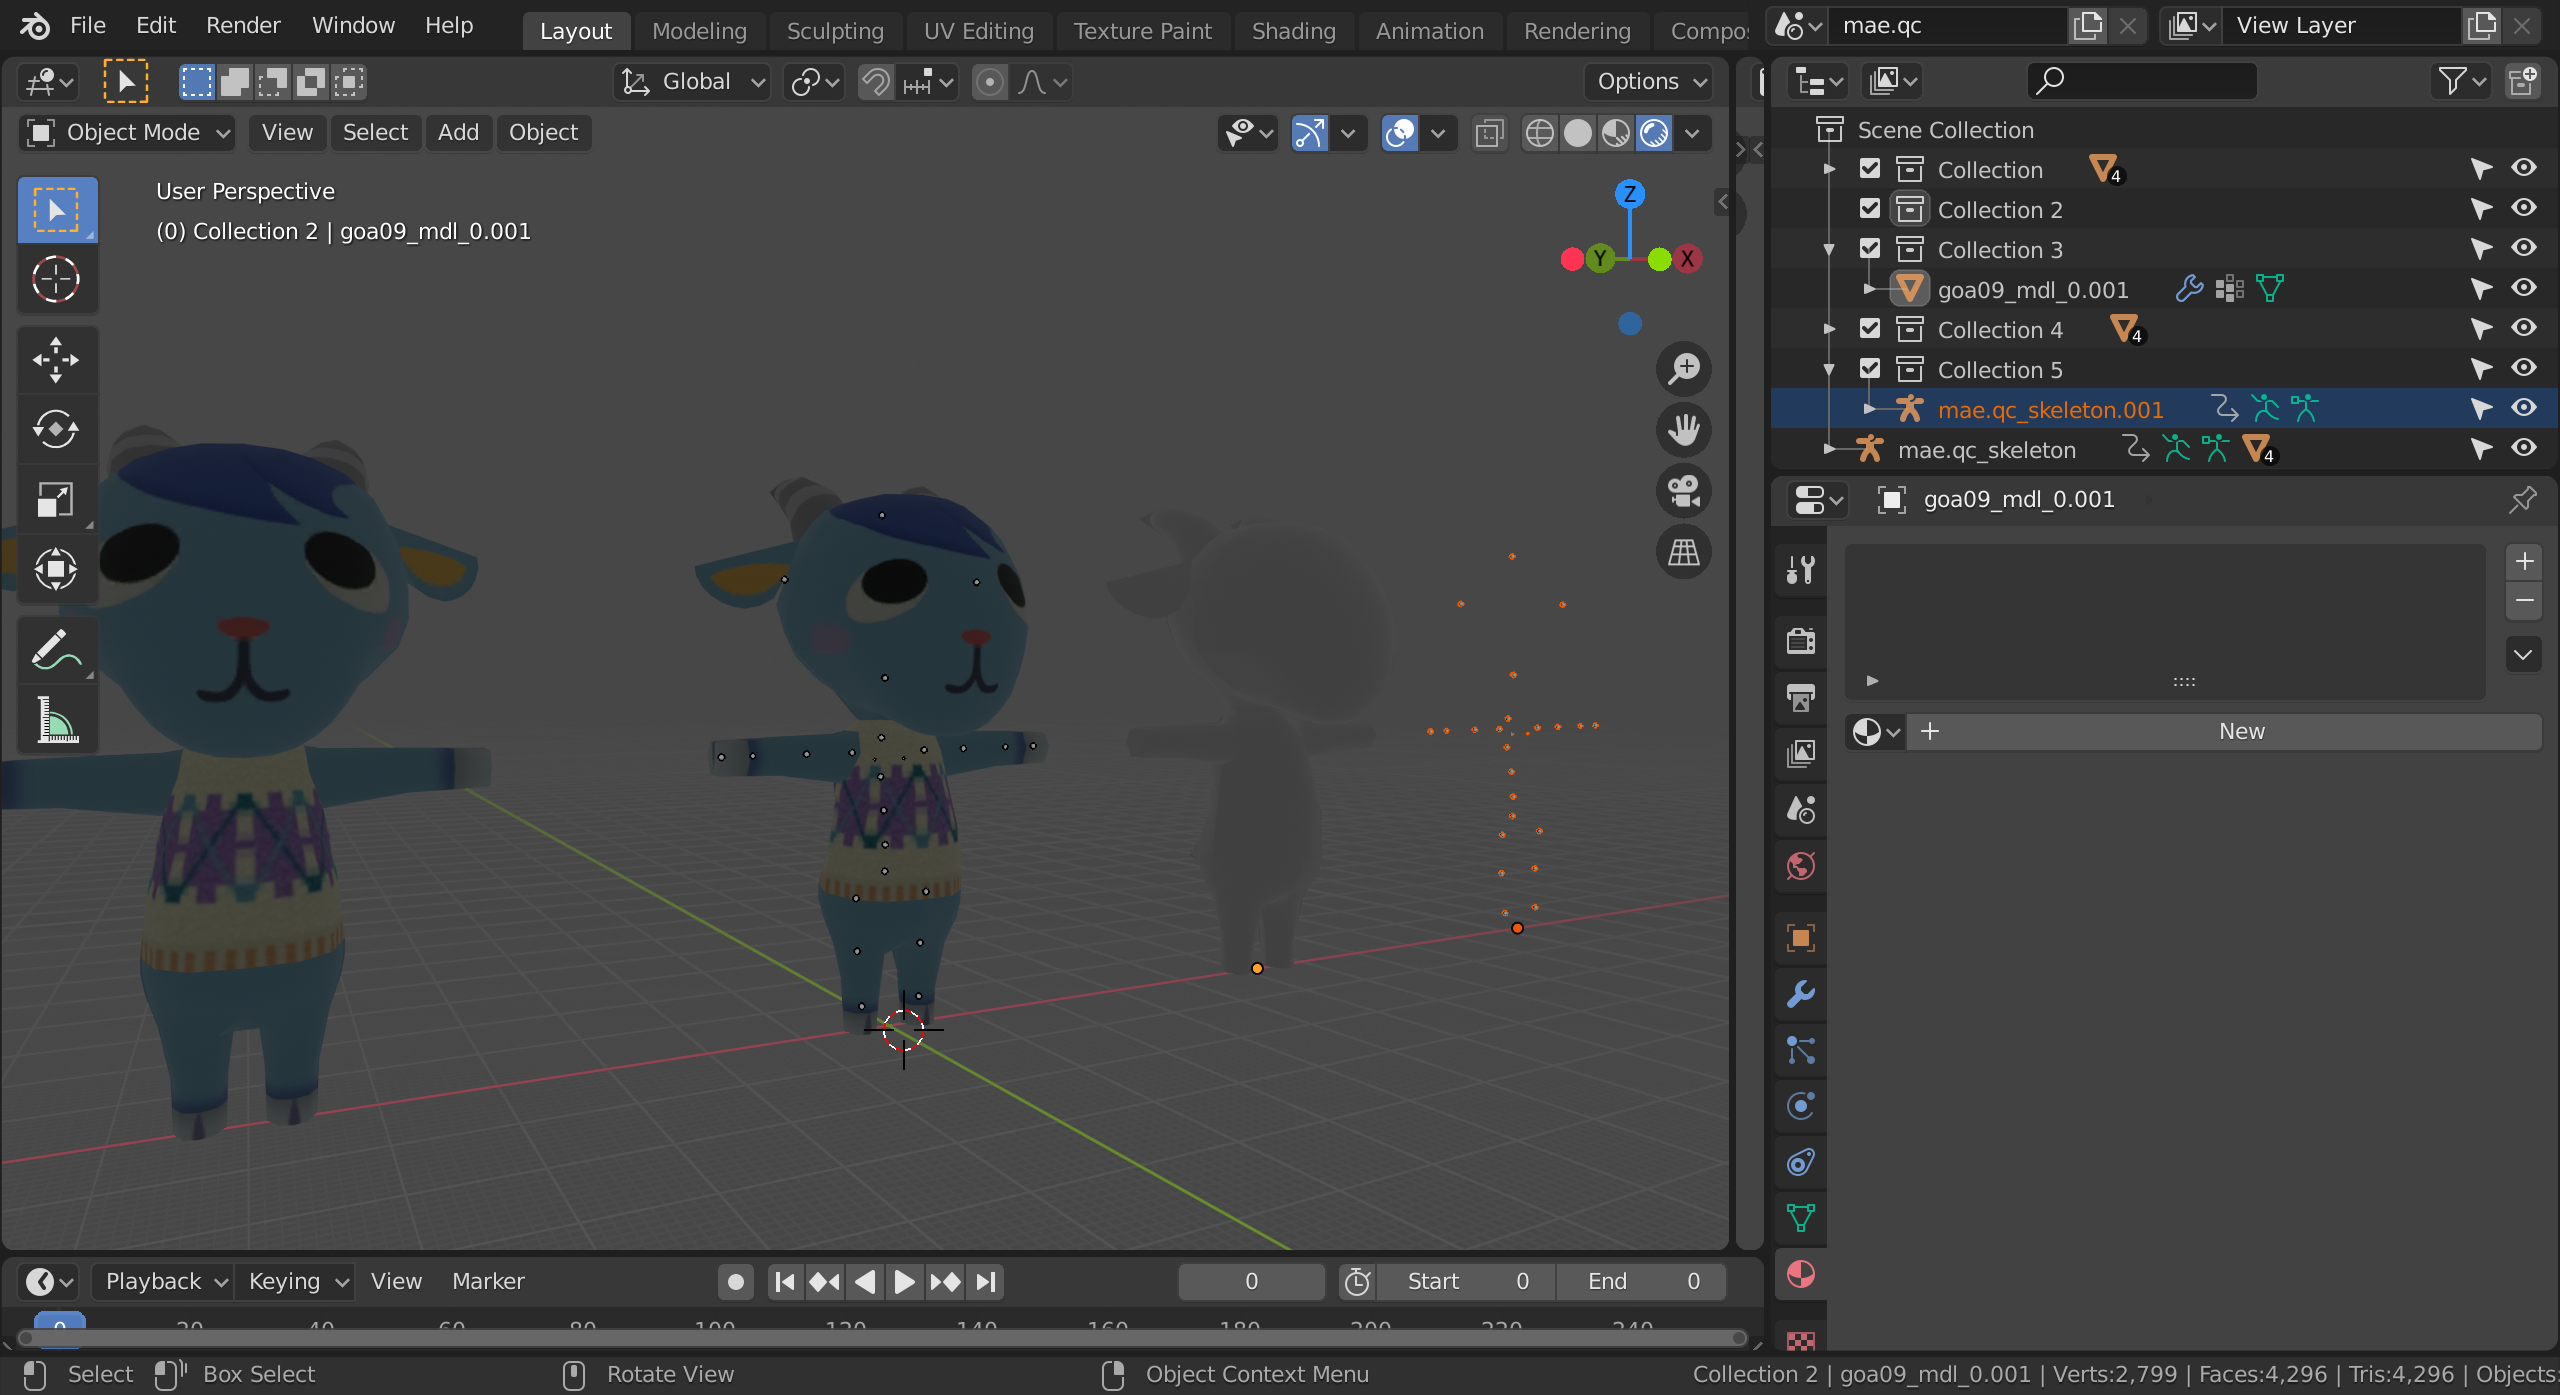 File Edit Render Window Help Layout Modeling Sculpting UV Editing Texture Paint Shading Animation Rendering Compos mae.qc View Layer
Global Options
Object Mode View Select Add Object
User Perspective
(0) Collection 2 | goa09_mdl_0.001
Z
Y
X
Scene Collection
Collection 4
Collection 2
Collection 3
goa09_mdl_0.001
Collection 4 4
Collection 5
mae.qc_skeleton.001
mae.qc_skeleton 4
goa09_mdl_0.001
New
Playback Keying View Marker 0 Start 0 End 0
0 20 40 60 80 100 120 140 160 180 200 220 240
Select Box Select Rotate View Object Context Menu Collection 2 | goa09_mdl_0.001 | Verts:2,799 | Faces:4,296 | Tris:4,296 | Objects: